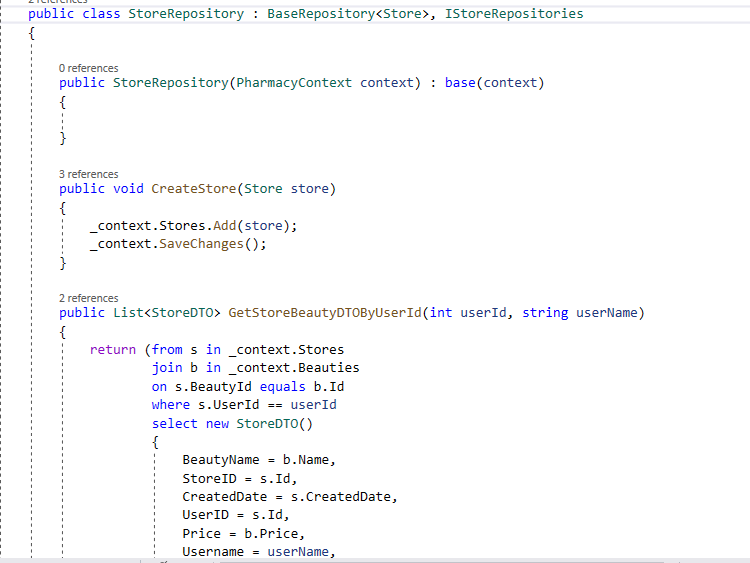 2 references
public class StoreRepository : BaseRepository<Store>, IStoreRepositories
{
0 references
public StoreRepository(PharmacyContext context) : base(context)
{
}
3 references
public void CreateStore(Store store)
{
_context.Stores.Add(store);
_context.SaveChanges();
}
2 references
public List<StoreDTO> GetStoreBeautyDTOByUserId(int userId, string userName)
{
return (from s in _context.Stores
join b in _context.Beauties
on s.BeautyId equals b.Id
where s.UserId == userId
select new StoreDTO()
{
BeautyName = b.Name,
StoreID = s.Id,
CreatedDate = s.CreatedDate,
UserID = s.Id,
Price = b.Price,
Username = userName,